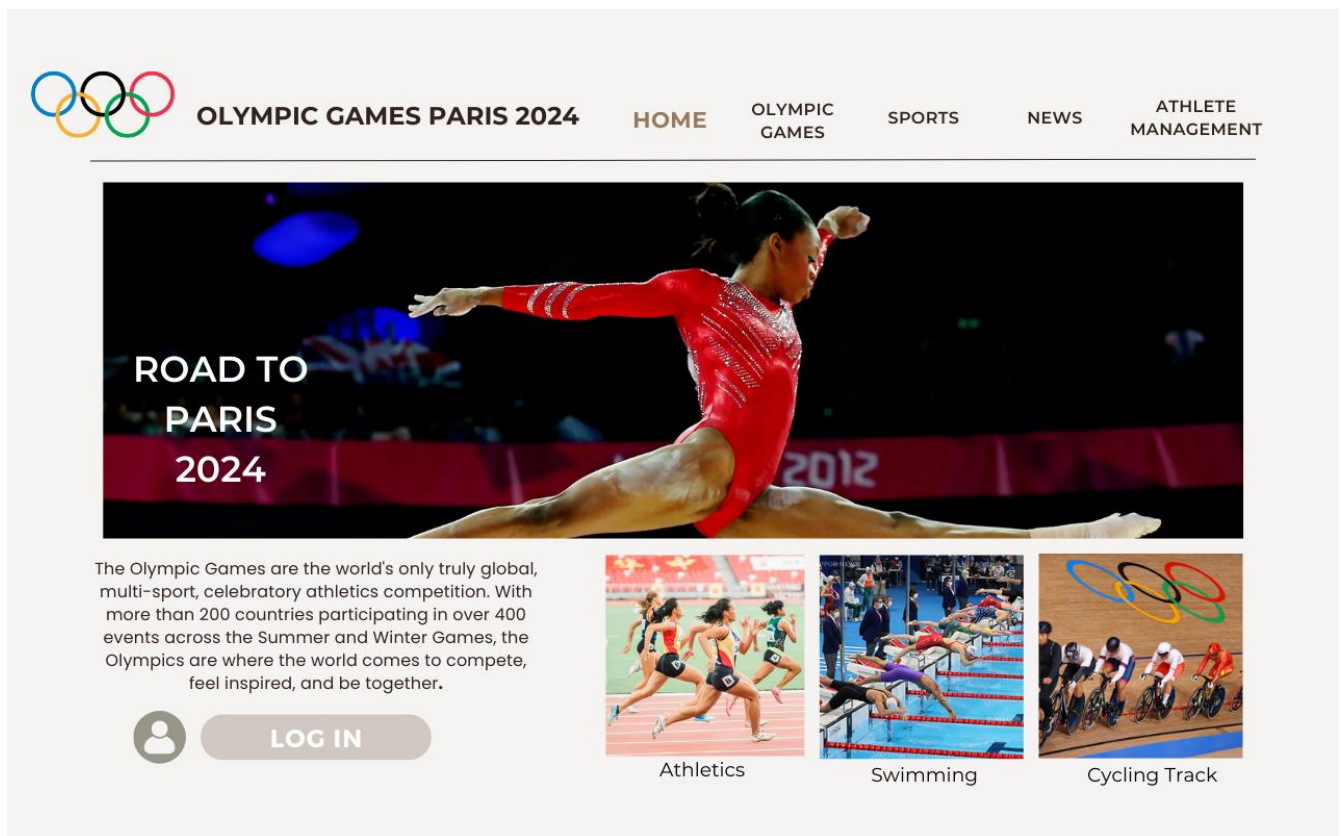 OLYMPIC GAMES PARIS 2024
HOME
OLYMPIC
GAMES
SPORTS
NEWS
ATHLETE
MANAGEMENT
ROAD TO
PARIS
2024
2012
The Olympic Games are the world's only truly global,
multi-sport, celebratory athletics competition. With
more than 200 countries participating in over 400
events across the Summer and Winter Games, the
Olympics are where the world comes to compete,
feel inspired, and be together.
LOG IN
Athletics
Swimming
Cycling Track